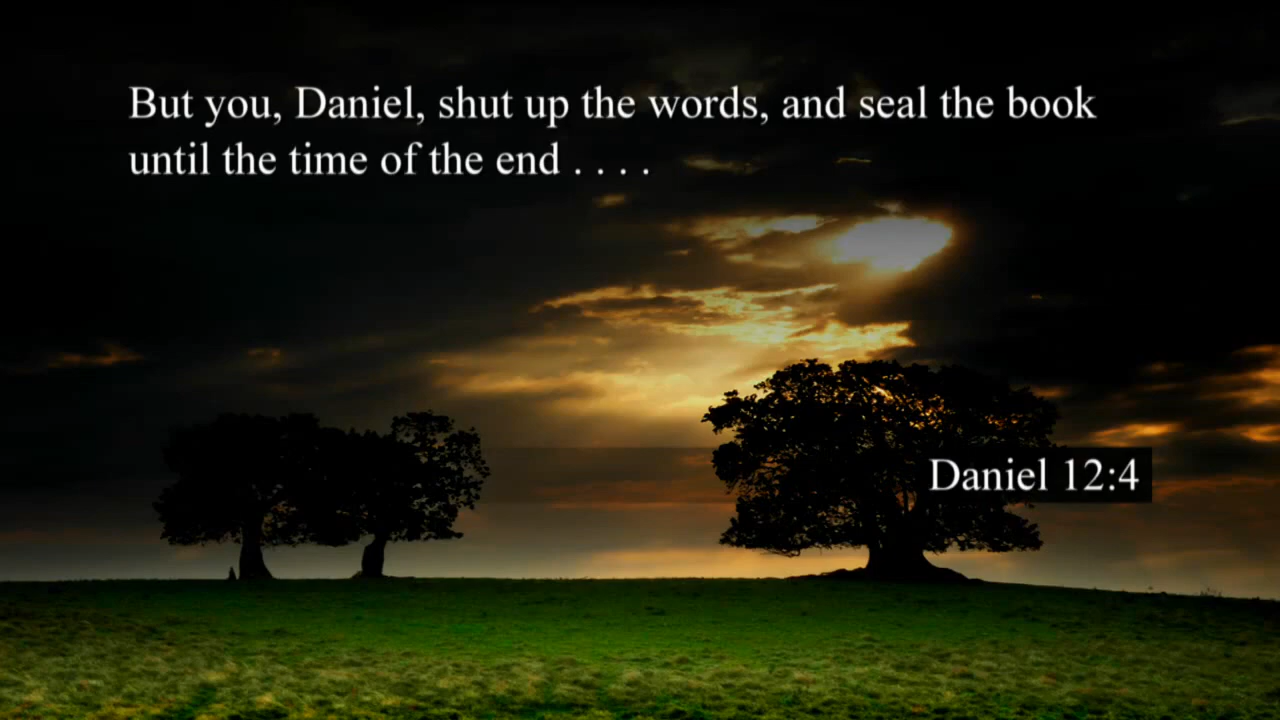 But you, Daniel, shut up the words, and seal the book
until the time of the end . . . .
Daniel 12:4